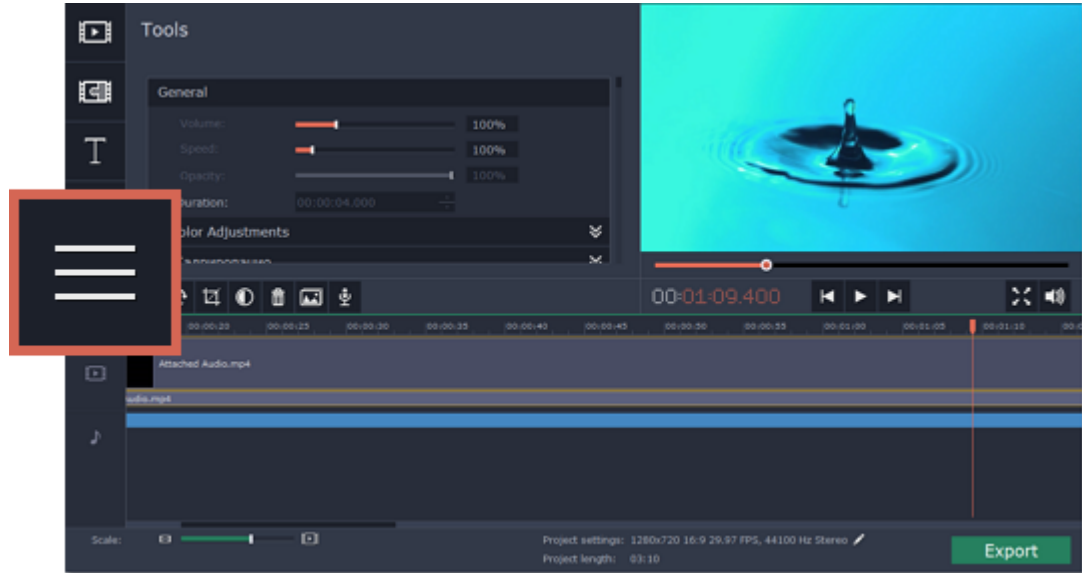 Tools
General
Volume: 100%
Speed: 100%
Opacity: 100%
Duration: 00:00:04.000
olor Adjustments
00:01:09.400
00:00:20 00:00:25 00:00:30 00:00:35 00:00:40 00:00:45 00:00:50 00:00:55 00:01:00 00:01:05 00:01:10
Attached Audio.mp4
udio.mp4
Scale:
Project settings: 1280x720 16:9 29.97 FPS, 44100 Hz Stereo
Project length: 03:10
Export